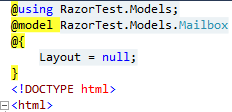 @using RazorTest.Models;
@model RazorTest.Models.Mailbox
@{
    Layout = null;
}
<!DOCTYPE html>
<html>